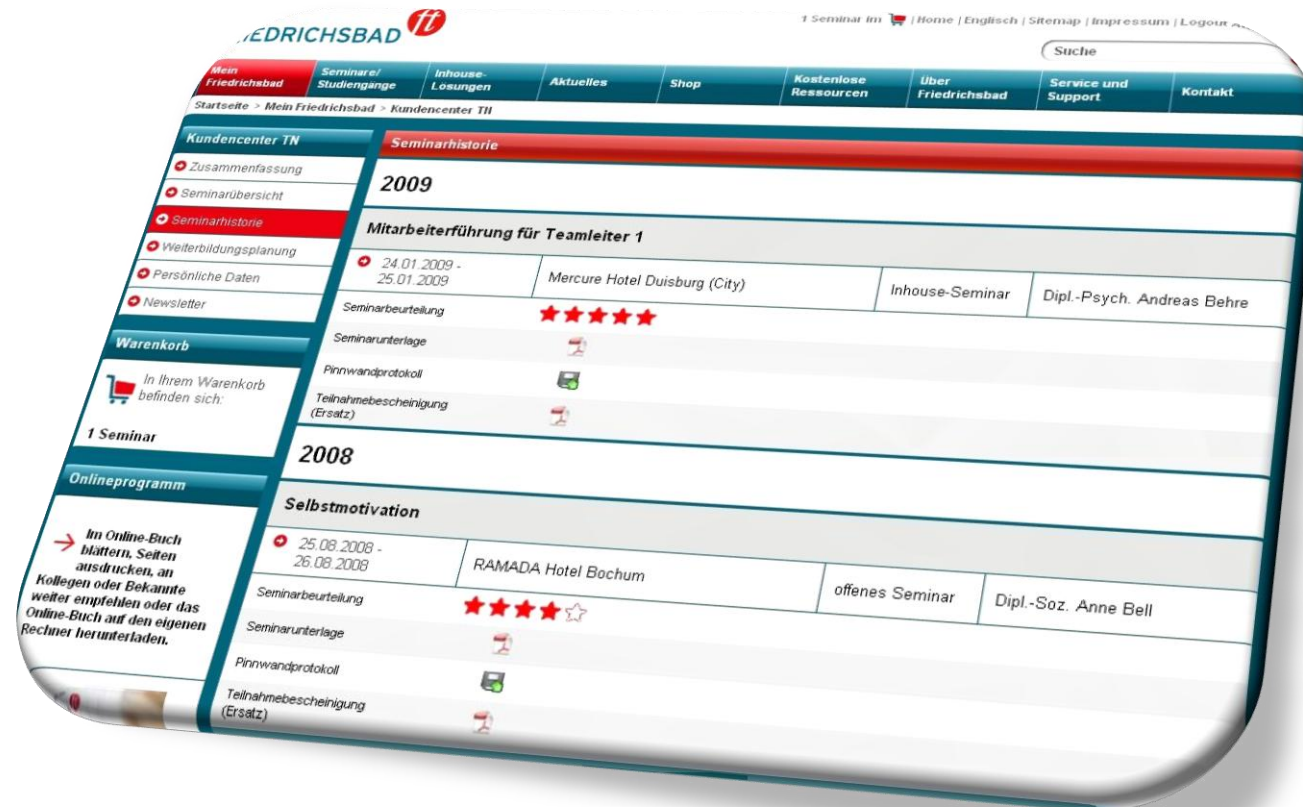 1 Seminar im | Home | Englisch | Sitemap | Impressum | Logout
Suche
Mein Friedrichsbad
Seminare/ Studiengänge
Inhouse- Lösungen
Aktuelles
Shop
Kostenlose Ressourcen
Über Friedrichsbad
Service und Support
Kontakt
Startseite > Mein Friedrichsbad > Kundencenter TN
Kundencenter TN
Zusammenfassung
Seminarübersicht
Seminarhistorie
Weiterbildungsplanung
Persönliche Daten
Newsletter
Warenkorb
In Ihrem Warenkorb
befinden sich:
1 Seminar
Onlineprogramm
Im Online-Buch
blättern, Seiten
ausdrucken, an
Kollegen oder Bekannte
weiter empfehlen oder das
Online-Buch auf den eigenen
Rechner herunterladen.
Seminarhistorie
2009
Mitarbeiterführung für Teamleiter 1
24.01.2009 -
25.01.2009
Mercure Hotel Duisburg (City)
Inhouse-Seminar
Dipl.-Psych. Andreas Behre
Seminarbeurteilung
Seminarunterlage
Pinnwandprotokoll
Teilnahmebescheinigung
(Ersatz)
2008
Selbstmotivation
25.08.2008 -
26.08.2008
RAMADA Hotel Bochum
offenes Seminar
Dipl.-Soz. Anne Bell
Seminarbeurteilung
Seminarunterlage
Pinnwandprotokoll
Teilnahmebescheinigung
(Ersatz)